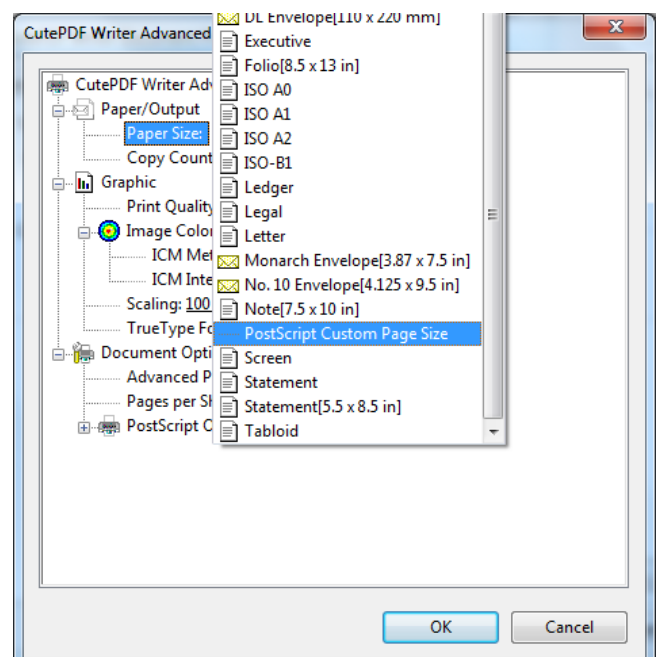 CutePDF Writer Advanced
DL Envelope[110 x 220 mm]
Executive
Folio[8.5 x 13 in]
CutePDF Writer Adv
ISO A0
Paper/Output
ISO A1
Paper Size:
ISO A2
Copy Count
ISO-B1
Graphic
Ledger
Print Quality
Legal
Image Color
Letter
ICM Met
Monarch Envelope[3.87 x 7.5 in]
ICM Inte
No. 10 Envelope[4.125 x 9.5 in]
Scaling: 100
Note[7.5 x 10 in]
TrueType Fo
PostScript Custom Page Size
Document Opti
Screen
Advanced P
Statement
Pages per Sh
Statement[5.5 x 8.5 in]
PostScript O
Tabloid
OK
Cancel